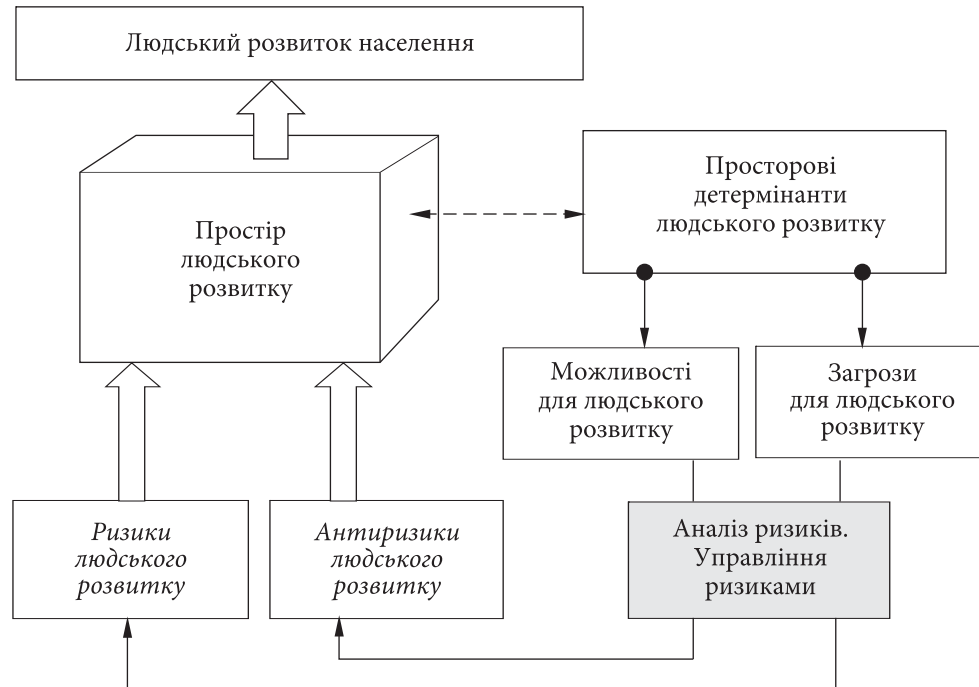 Людський розвиток населення
Простір
людського
розвитку
Просторові
детермінанти
людського розвитку
Можливості
для людського
розвитку
Загрози
для людського
розвитку
Ризики
людського
розвитку
Антиризики
людського
розвитку
Аналіз ризиків.
Управління
ризиками